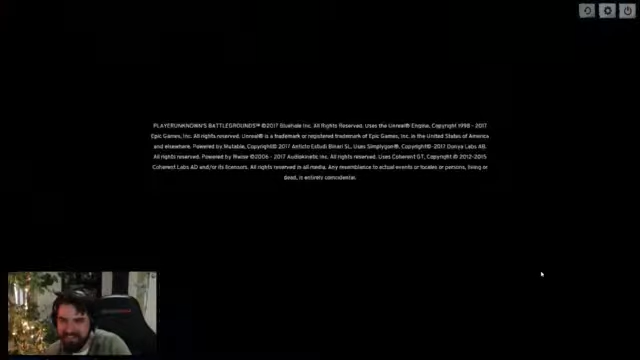 PLAYERUNKNOWN'S BATTLEGROUNDS™ ©2017 Bluehole Inc. All Rights Reserved. Uses the Unreal® Engine, Copyright 1998 - 2017
Epic Games, Inc. All rights reserved. Unreal® is a trademark or registered trademark of Epic Games, Inc. in the United States of America
and elsewhere. Powered by Mutable, Copyright© 2017 Anticto Estudi Binari SL. Uses Simplygon®. Copyright© 2017 Donya Labs AB.
All rights reserved. Powered by Wwise ©2006 - 2017 Audiokinetic Inc. All rights reserved. Uses Coherent GT, Copyright © 2012-2015
Coherent Labs AD and/or its licensors. All rights reserved in all media. Any resemblance to actual events or locales or persons, living or
dead, is entirely coincidental.